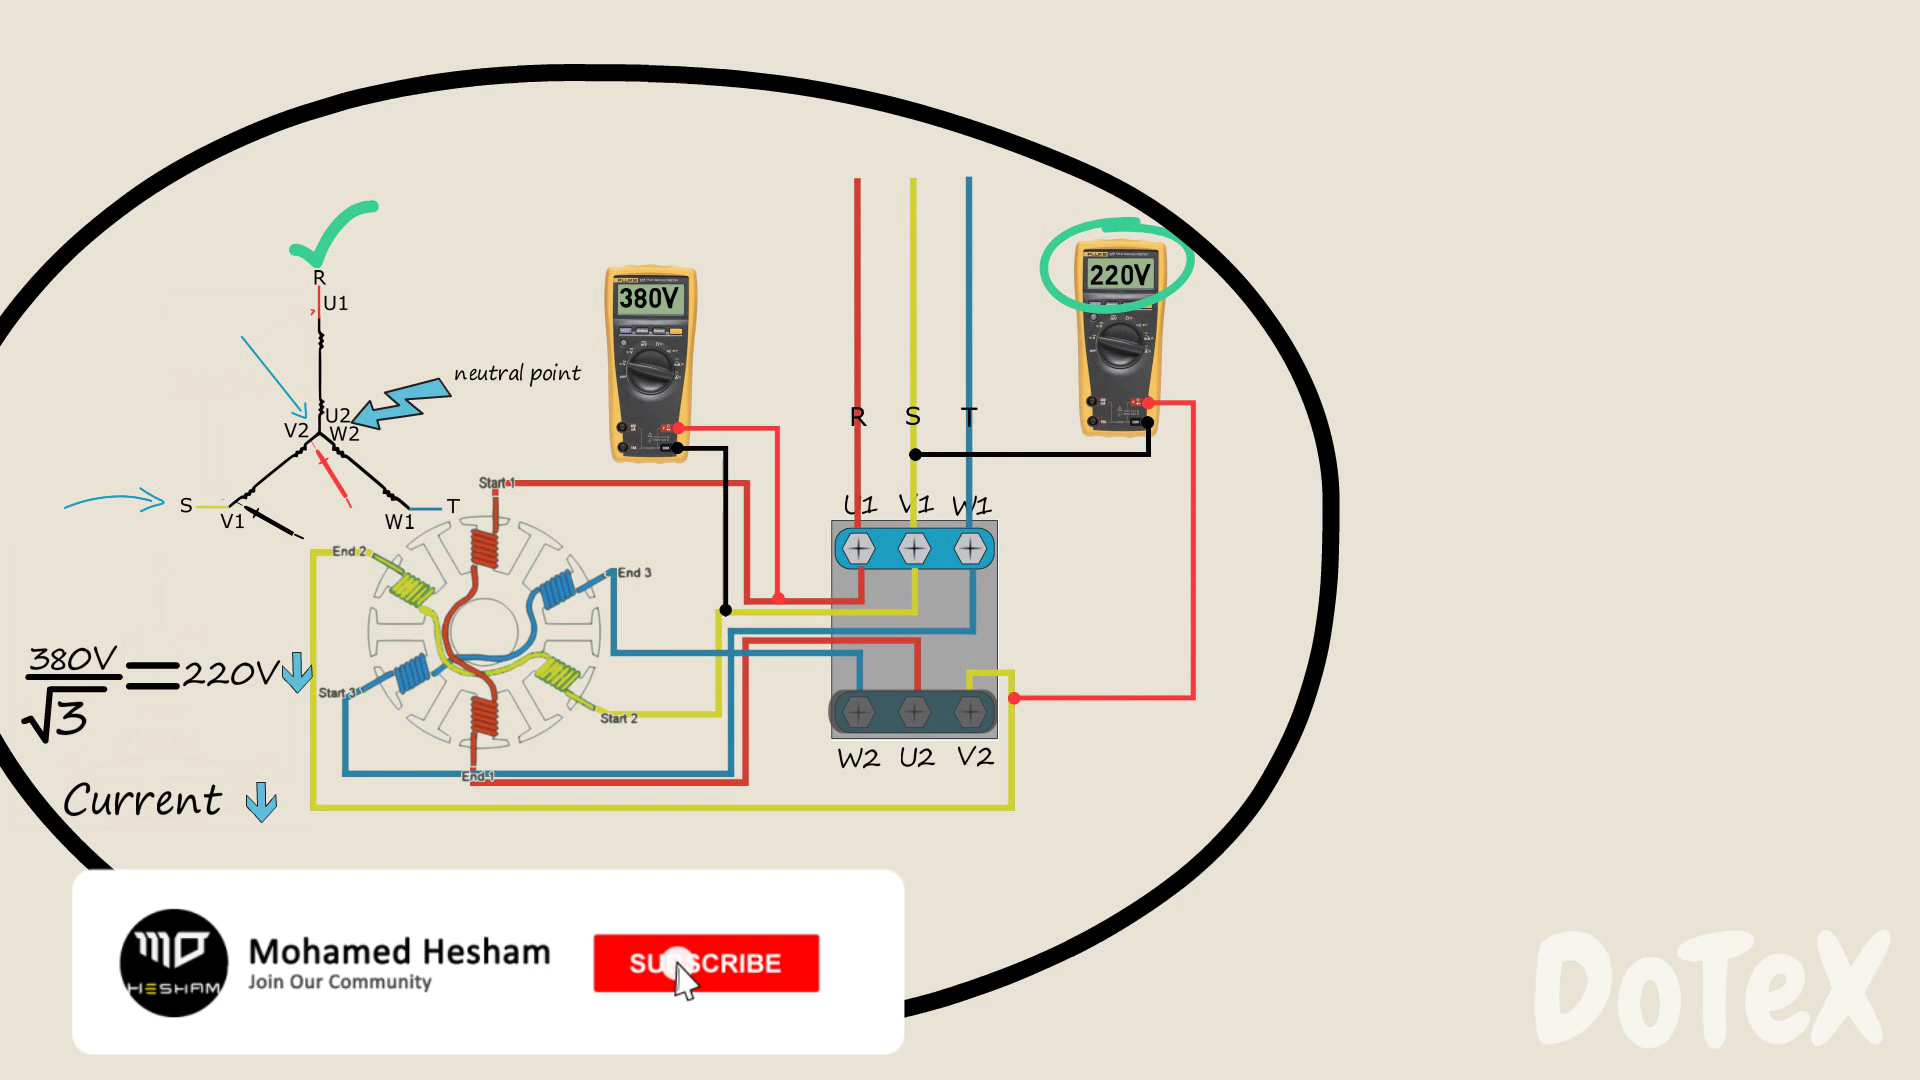 R
U1
neutral point
U2
V2
W2
S
V1
W1
T
380V
220V
R
S
T
U1
V1
W1
Start 1
End 2
End 3
Start 3
Start 2
End 1
W2
U2
V2
380V
√3
=
220V
Current
Mohamed Hesham
Join Our Community
SUBSCRIBE
HESHAM
DoTeX